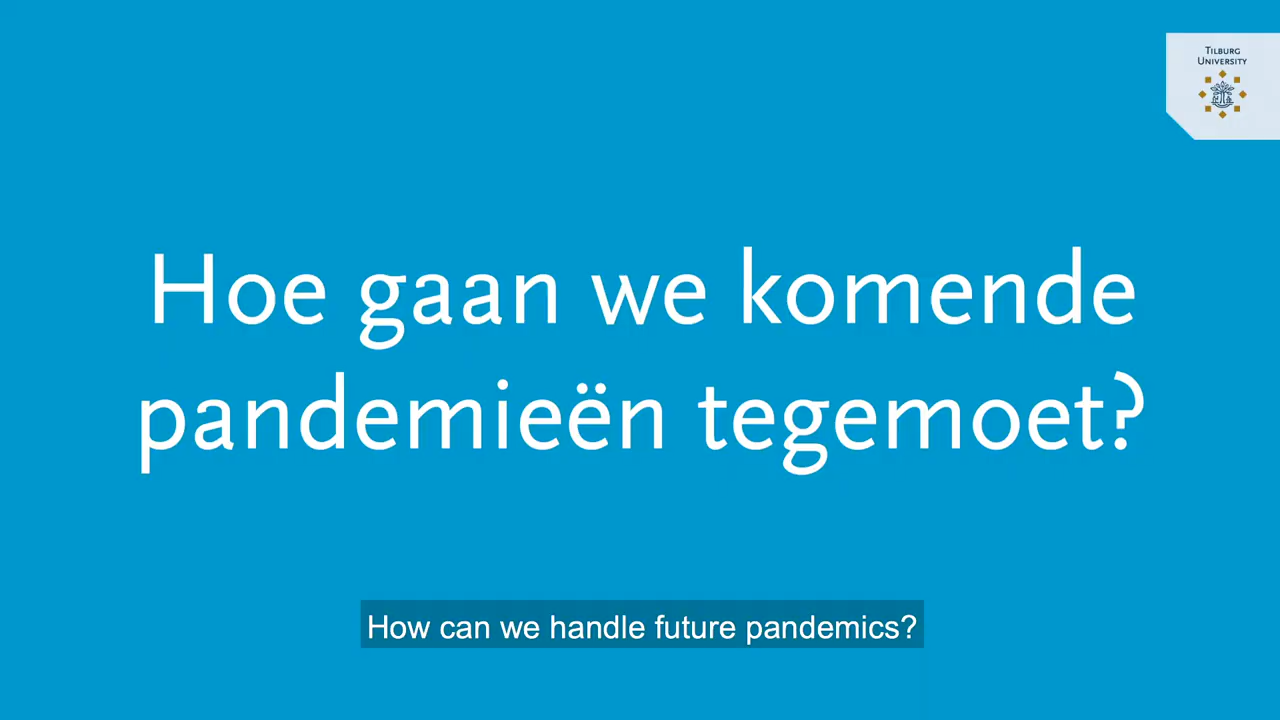 TILBURG
UNIVERSITY
Hoe gaan we komende
pandemieën tegemoet?
How can we handle future pandemics?